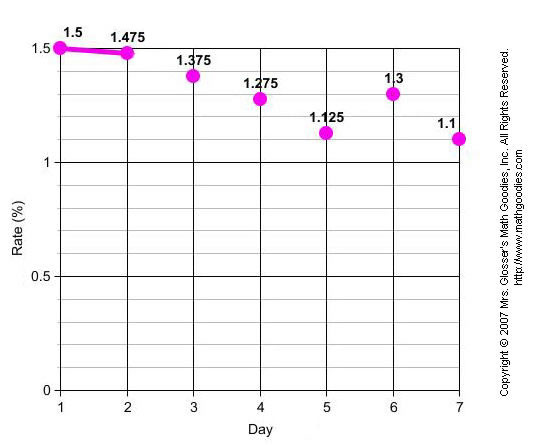 1.5
1.475
1.375
1.275
1.125
1.3
1.1
1.5
1
0.5
0
Rate (%)
1 2 3 4 5 6 7
Day
Copyright © 2007 Mrs. Glosser's Math Goodies, Inc. All Rights Reserved.
http://www.mathgoodies.com